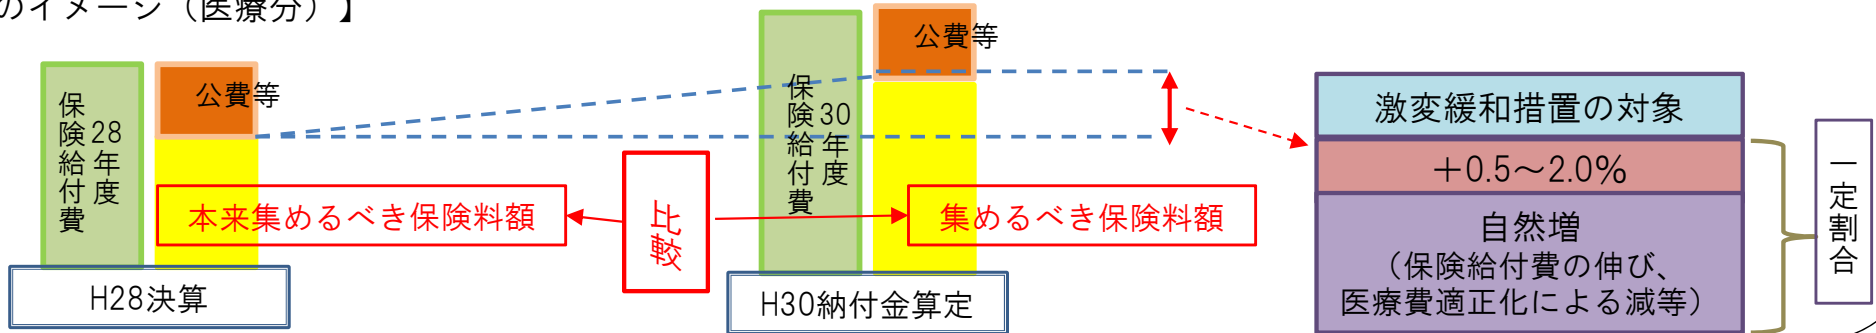 のイメージ（医療分）】
28年度
保険給付費
公費等
本来集めるべき保険料額
H28決算
比較
30年度
保険給付費
公費等
集めるべき保険料額
H30納付金算定
激変緩和措置の対象
＋0.5～2.0%
自然増
（保険給付費の伸び、
医療費適正化による減等）
一定割合